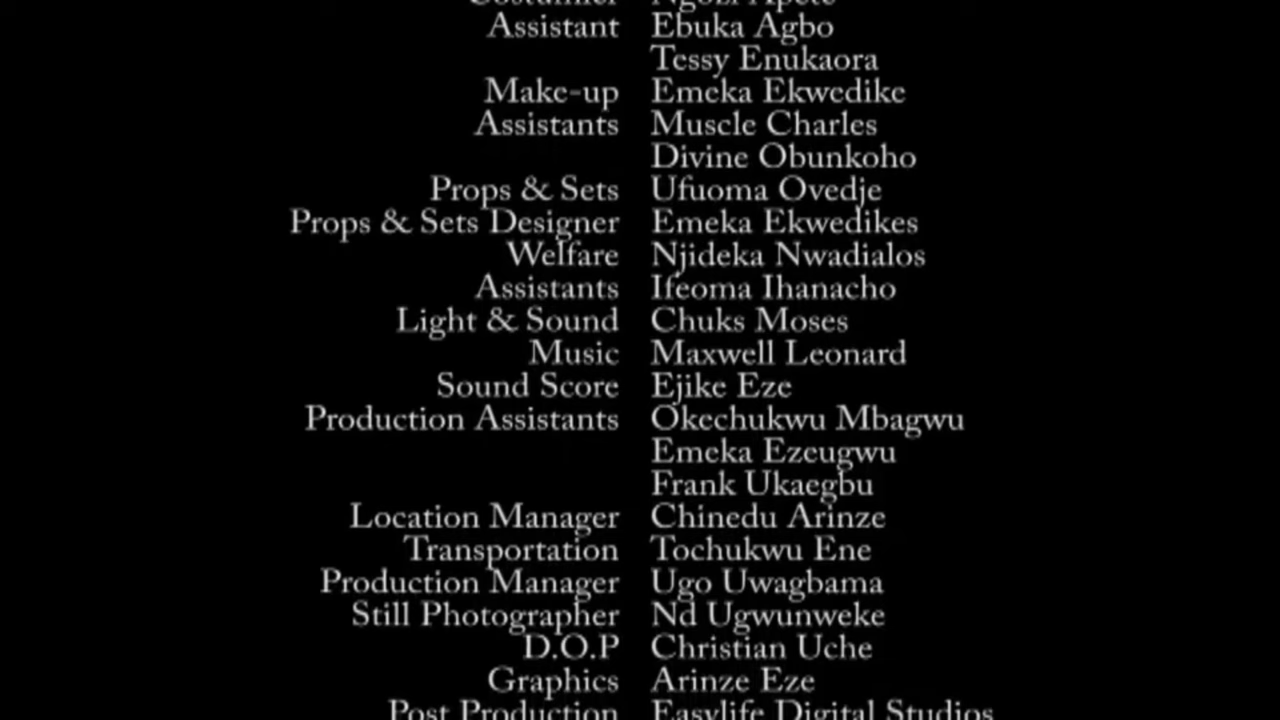 Costumier Ngozi Apete
Assistant Ebuka Agbo
Tessy Enukaora
Make-up Emeka Ekwedike
Assistants Muscle Charles
Divine Obunkoho
Props & Sets Ufuoma Ovedje
Props & Sets Designer Emeka Ekwedikes
Welfare Njideka Nwadialos
Assistants Ifeoma Ihanacho
Light & Sound Chuks Moses
Music Maxwell Leonard
Sound Score Ejike Eze
Production Assistants Okechukwu Mbagwu
Emeka Ezeugwu
Frank Ukaegbu
Location Manager Chinedu Arinze
Transportation Tochukwu Ene
Production Manager Ugo Uwagbama
Still Photographer Nd Ugwunweke
D.O.P Christian Uche
Graphics Arinze Eze
Post Production Easylife Digital Studios